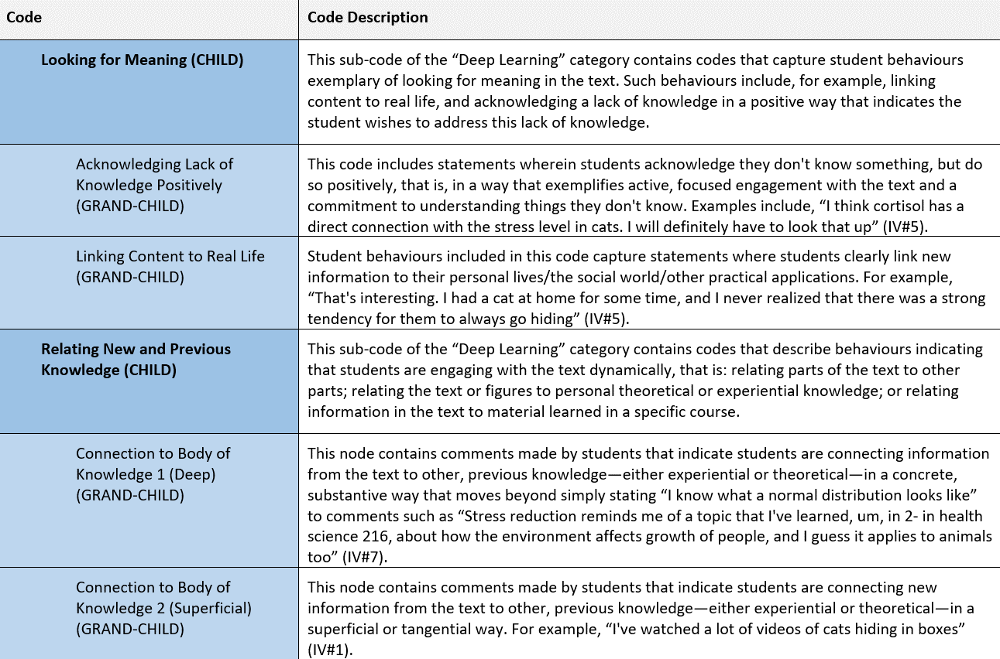 Code
Code Description
Looking for Meaning (CHILD)
This sub-code of the “Deep Learning” category contains codes that capture student behaviours
exemplary of looking for meaning in the text. Such behaviours include, for example, linking
content to real life, and acknowledging a lack of knowledge in a positive way that indicates the
student wishes to address this lack of knowledge.
Acknowledging Lack of
Knowledge Positively
(GRAND-CHILD)
This code includes statements wherein students acknowledge they don't know something, but do
so positively, that is, in a way that exemplifies active, focused engagement with the text and a
commitment to understanding things they don't know. Examples include, “I think cortisol has a
direct connection with the stress level in cats. I will definitely have to look that up” (IV#5).
Linking Content to Real Life
(GRAND-CHILD)
Student behaviours included in this code capture statements where students clearly link new
information to their personal lives/the social world/other practical applications. For example,
“That's interesting. I had a cat at home for some time, and I never realized that there was a strong
tendency for them to always go hiding” (IV#5).
Relating New and Previous
Knowledge (CHILD)
This sub-code of the “Deep Learning” category contains codes that describe behaviours indicating
that students are engaging with the text dynamically, that is: relating parts of the text to other
parts; relating the text or figures to personal theoretical or experiential knowledge; or relating
information in the text to material learned in a specific course.
Connection to Body of
Knowledge 1 (Deep)
(GRAND-CHILD)
This node contains comments made by students that indicate students are connecting information
from the text to other, previous knowledge—either experiential or theoretical—in a concrete,
substantive way that moves beyond simply stating “I know what a normal distribution looks like”
to comments such as “Stress reduction reminds me of a topic that I've learned, um, in 2- in health
science 216, about how the environment affects growth of people, and I guess it applies to animals
too” (IV#7).
Connection to Body of
Knowledge 2 (Superficial)
(GRAND-CHILD)
This node contains comments made by students that indicate students are connecting new
information from the text to other, previous knowledge—either experiential or theoretical—in a
superficial or tangential way. For example, “I've watched a lot of videos of cats hiding in boxes”
(IV#1).